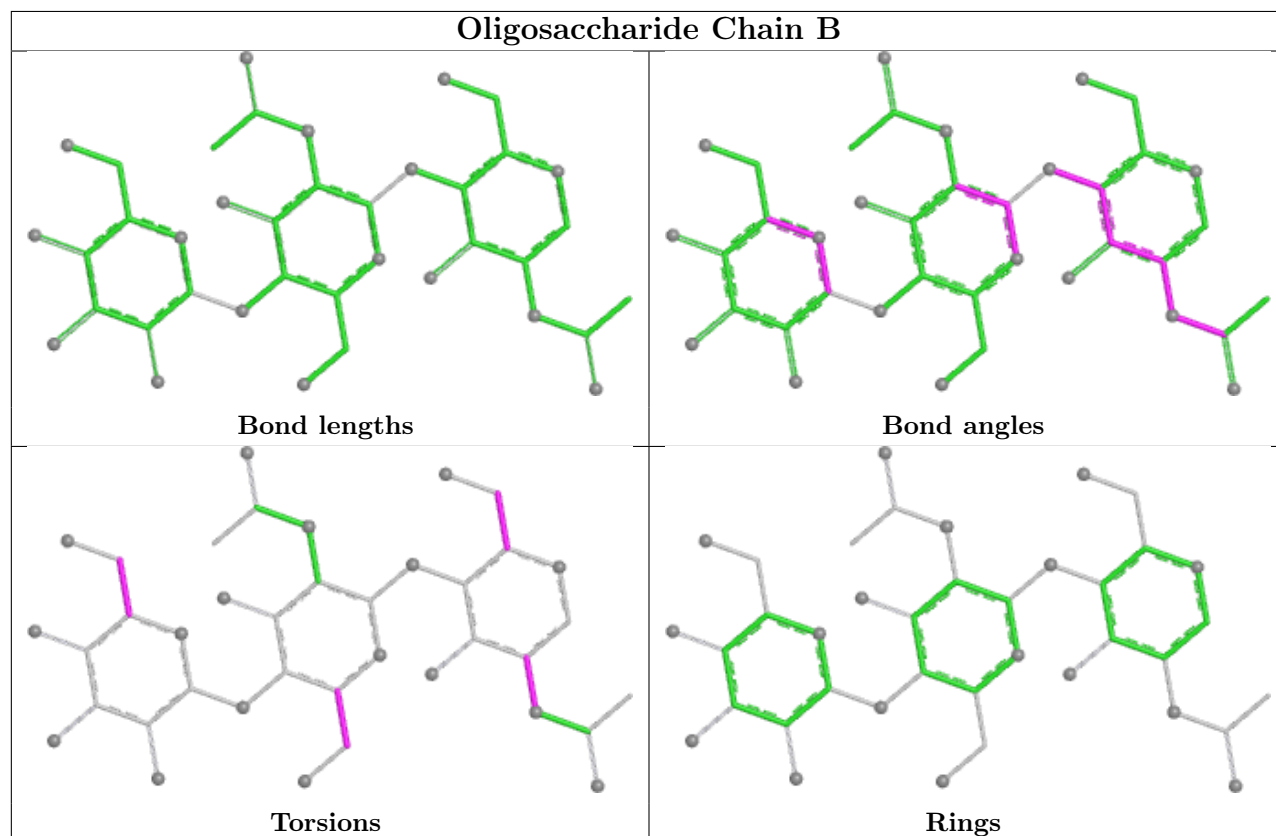 Oligosaccharide Chain B
Bond lengths
Bond angles
Torsions
Rings